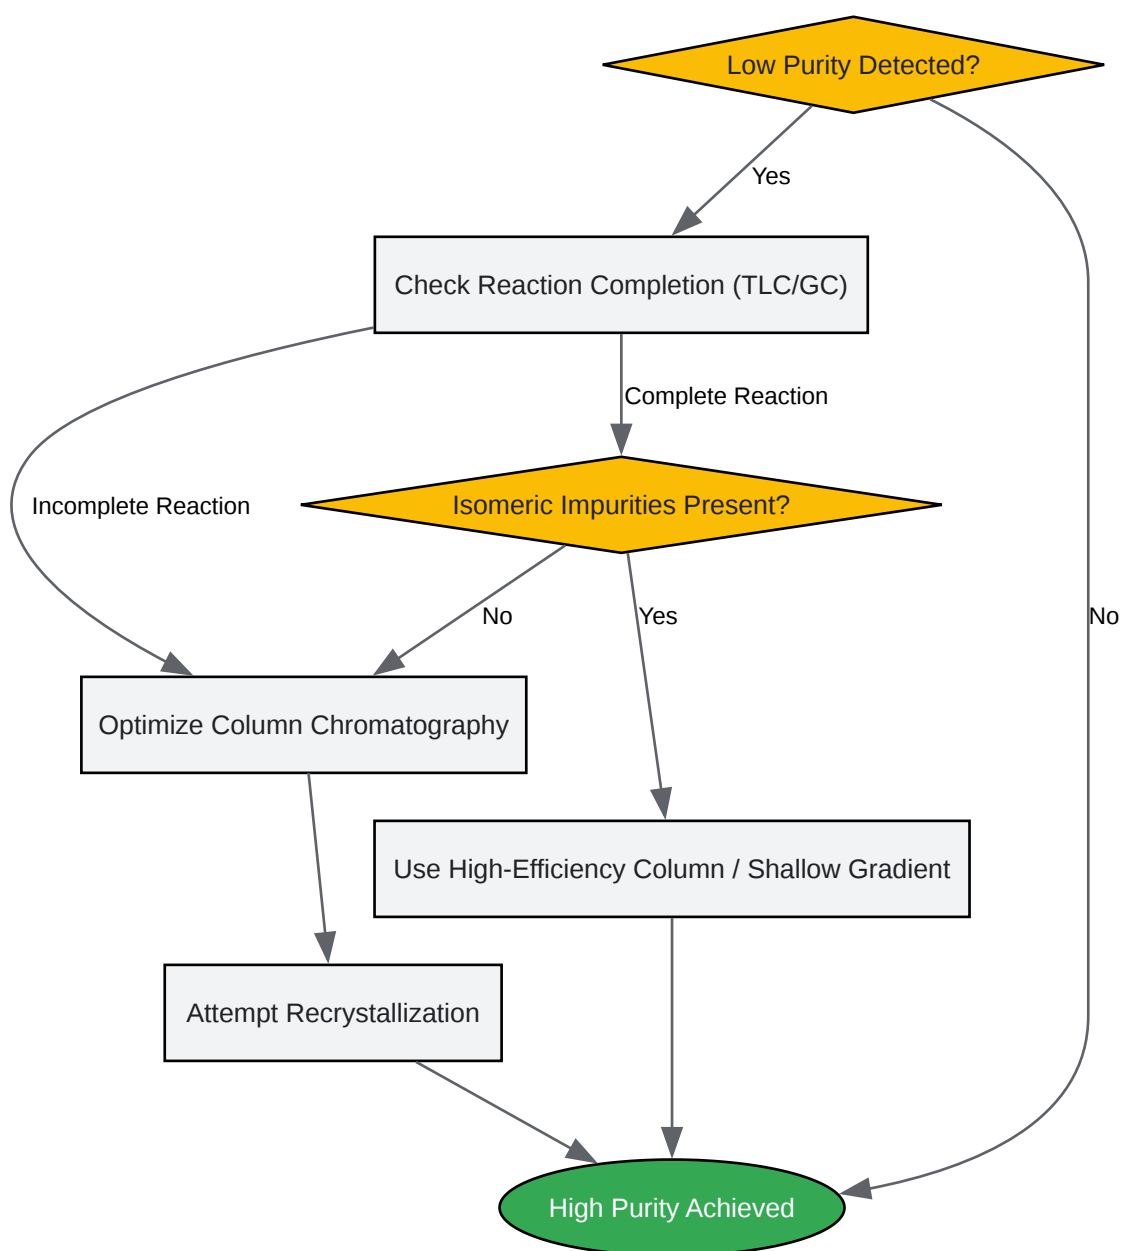 Low Purity Detected?
Yes
Check Reaction Completion (TLC/GC)
Complete Reaction
Incomplete Reaction
Isomeric Impurities Present?
No
Yes
No
Optimize Column Chromatography
Use High-Efficiency Column / Shallow Gradient
Attempt Recrystallization
High Purity Achieved